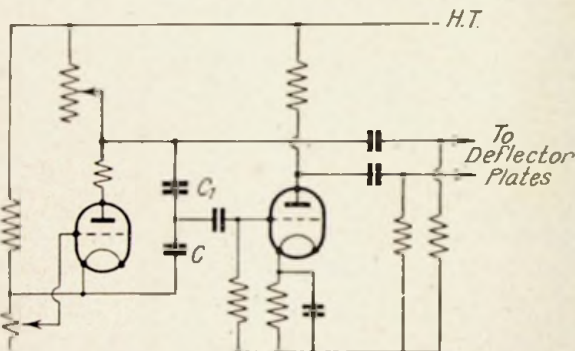 H.T.
To
Deflector
Plates
C₁
C